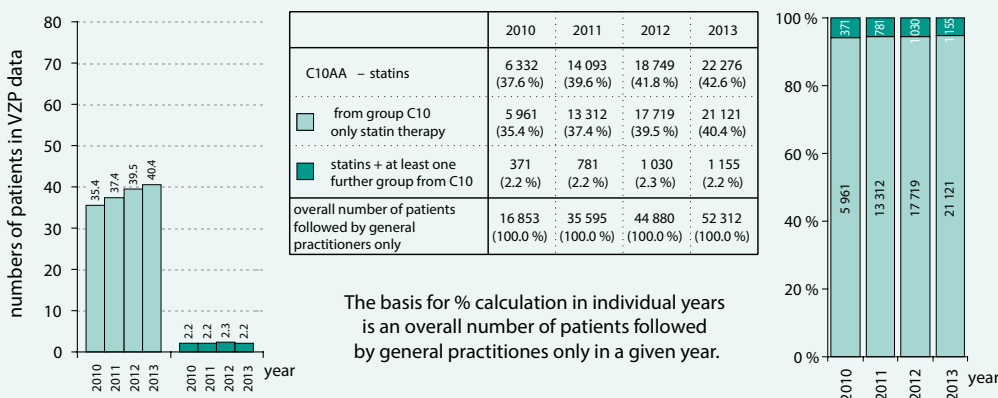 numbers of patients in VZP data
80
70
60
50
40
30
20
10
0
35.4
37.4
39.5
40.4
2.2
2.2
2.3
2.2
2010
2011
2012
2013
2010
2011
2012
2013
year
2010 2011 2012 2013
C10AA – statins
6 332 14 093 18 749 22 276
(37.6 %) (39.6 %) (41.8 %) (42.6 %)
from group C10 5 961 13 312 17 719 21 121
only statin therapy (35.4 %) (37.4 %) (39.5 %) (40.4 %)
statins + at least one 371 781 1 030 1 155
further group from C10 (2.2 %) (2.2 %) (2.3 %) (2.2 %)
overall number of patients
followed by general
practitioners only
16 853 35 595 44 880 52 312
(100.0 %) (100.0 %) (100.0 %) (100.0 %)
The basis for % calculation in individual years
is an overall number of patients followed
by general practitiones only in a given year.
100 %
80 %
60 %
40 %
20 %
0 %
371
781
1 030
1 155
5 961
13 312
17 719
21 121
2010
2011
2012
2013
year